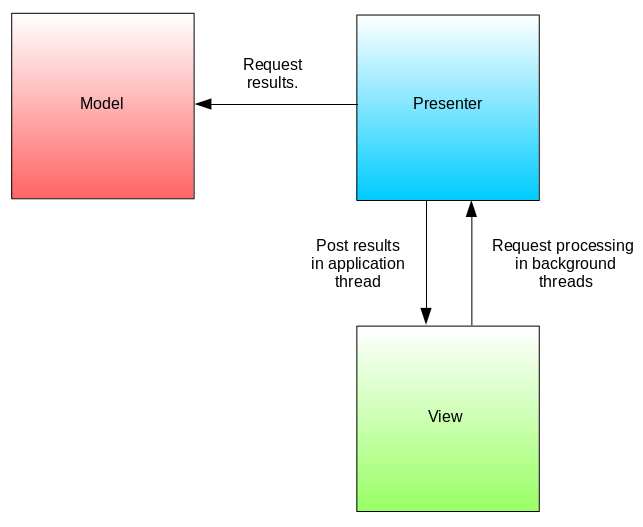 Request
results.
Model
Presenter
Post results
in application
thread
Request processing
in background
threads
View